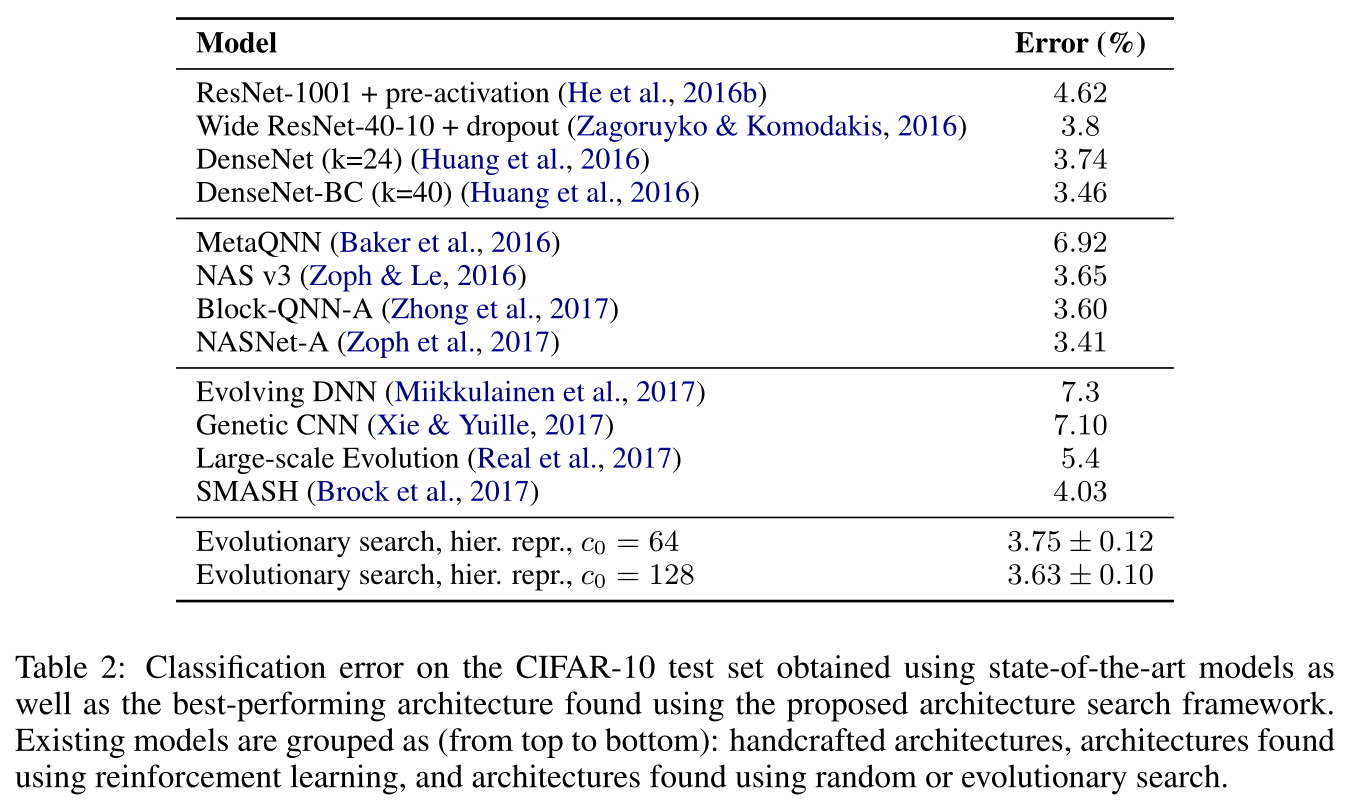 Model Error (%)
ResNet-1001 + pre-activation (He et al., 2016b) 4.62
Wide ResNet-40-10 + dropout (Zagoruyko & Komodakis, 2016) 3.8
DenseNet (k=24) (Huang et al., 2016) 3.74
DenseNet-BC (k=40) (Huang et al., 2016) 3.46
MetaQNN (Baker et al., 2016) 6.92
NAS v3 (Zoph & Le, 2016) 3.65
Block-QNN-A (Zhong et al., 2017) 3.60
NASNet-A (Zoph et al., 2017) 3.41
Evolving DNN (Miikkulainen et al., 2017) 7.3
Genetic CNN (Xie & Yuille, 2017) 7.10
Large-scale Evolution (Real et al., 2017) 5.4
SMASH (Brock et al., 2017) 4.03
Evolutionary search, hier. repr., c₀ = 64 3.75 ± 0.12
Evolutionary search, hier. repr., c₀ = 128 3.63 ± 0.10
Table 2: Classification error on the CIFAR-10 test set obtained using state-of-the-art models as
well as the best-performing architecture found using the proposed architecture search framework.
Existing models are grouped as (from top to bottom): handcrafted architectures, architectures found
using reinforcement learning, and architectures found using random or evolutionary search.